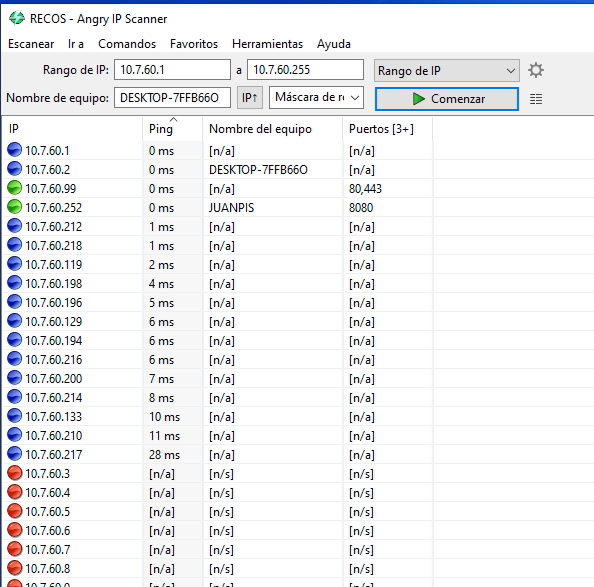 RECOS - Angry IP Scanner
Escanear Ir a Comandos Favoritos Herramientas Ayuda
Rango de IP: 10.7.60.1 a 10.7.60.255 Rango de IP
Nombre de equipo: DESKTOP-7FFB66O IP↑ Máscara de re Comenzar
IP Ping Nombre del equipo Puertos [3+]
10.7.60.1 0 ms [n/a] [n/a]
10.7.60.2 0 ms DESKTOP-7FFB66O [n/a]
10.7.60.99 0 ms [n/a] 80,443
10.7.60.252 0 ms JUANPIS 8080
10.7.60.212 1 ms [n/a] [n/a]
10.7.60.218 1 ms [n/a] [n/a]
10.7.60.119 2 ms [n/a] [n/a]
10.7.60.198 4 ms [n/a] [n/a]
10.7.60.196 5 ms [n/a] [n/a]
10.7.60.129 6 ms [n/a] [n/a]
10.7.60.194 6 ms [n/a] [n/a]
10.7.60.216 6 ms [n/a] [n/a]
10.7.60.200 7 ms [n/a] [n/a]
10.7.60.214 8 ms [n/a] [n/a]
10.7.60.133 10 ms [n/a] [n/a]
10.7.60.210 11 ms [n/a] [n/a]
10.7.60.217 28 ms [n/a] [n/a]
10.7.60.3 [n/a] [n/s] [n/s]
10.7.60.4 [n/a] [n/s] [n/s]
10.7.60.5 [n/a] [n/s] [n/s]
10.7.60.6 [n/a] [n/s] [n/s]
10.7.60.7 [n/a] [n/s] [n/s]
10.7.60.8 [n/a] [n/s] [n/s]